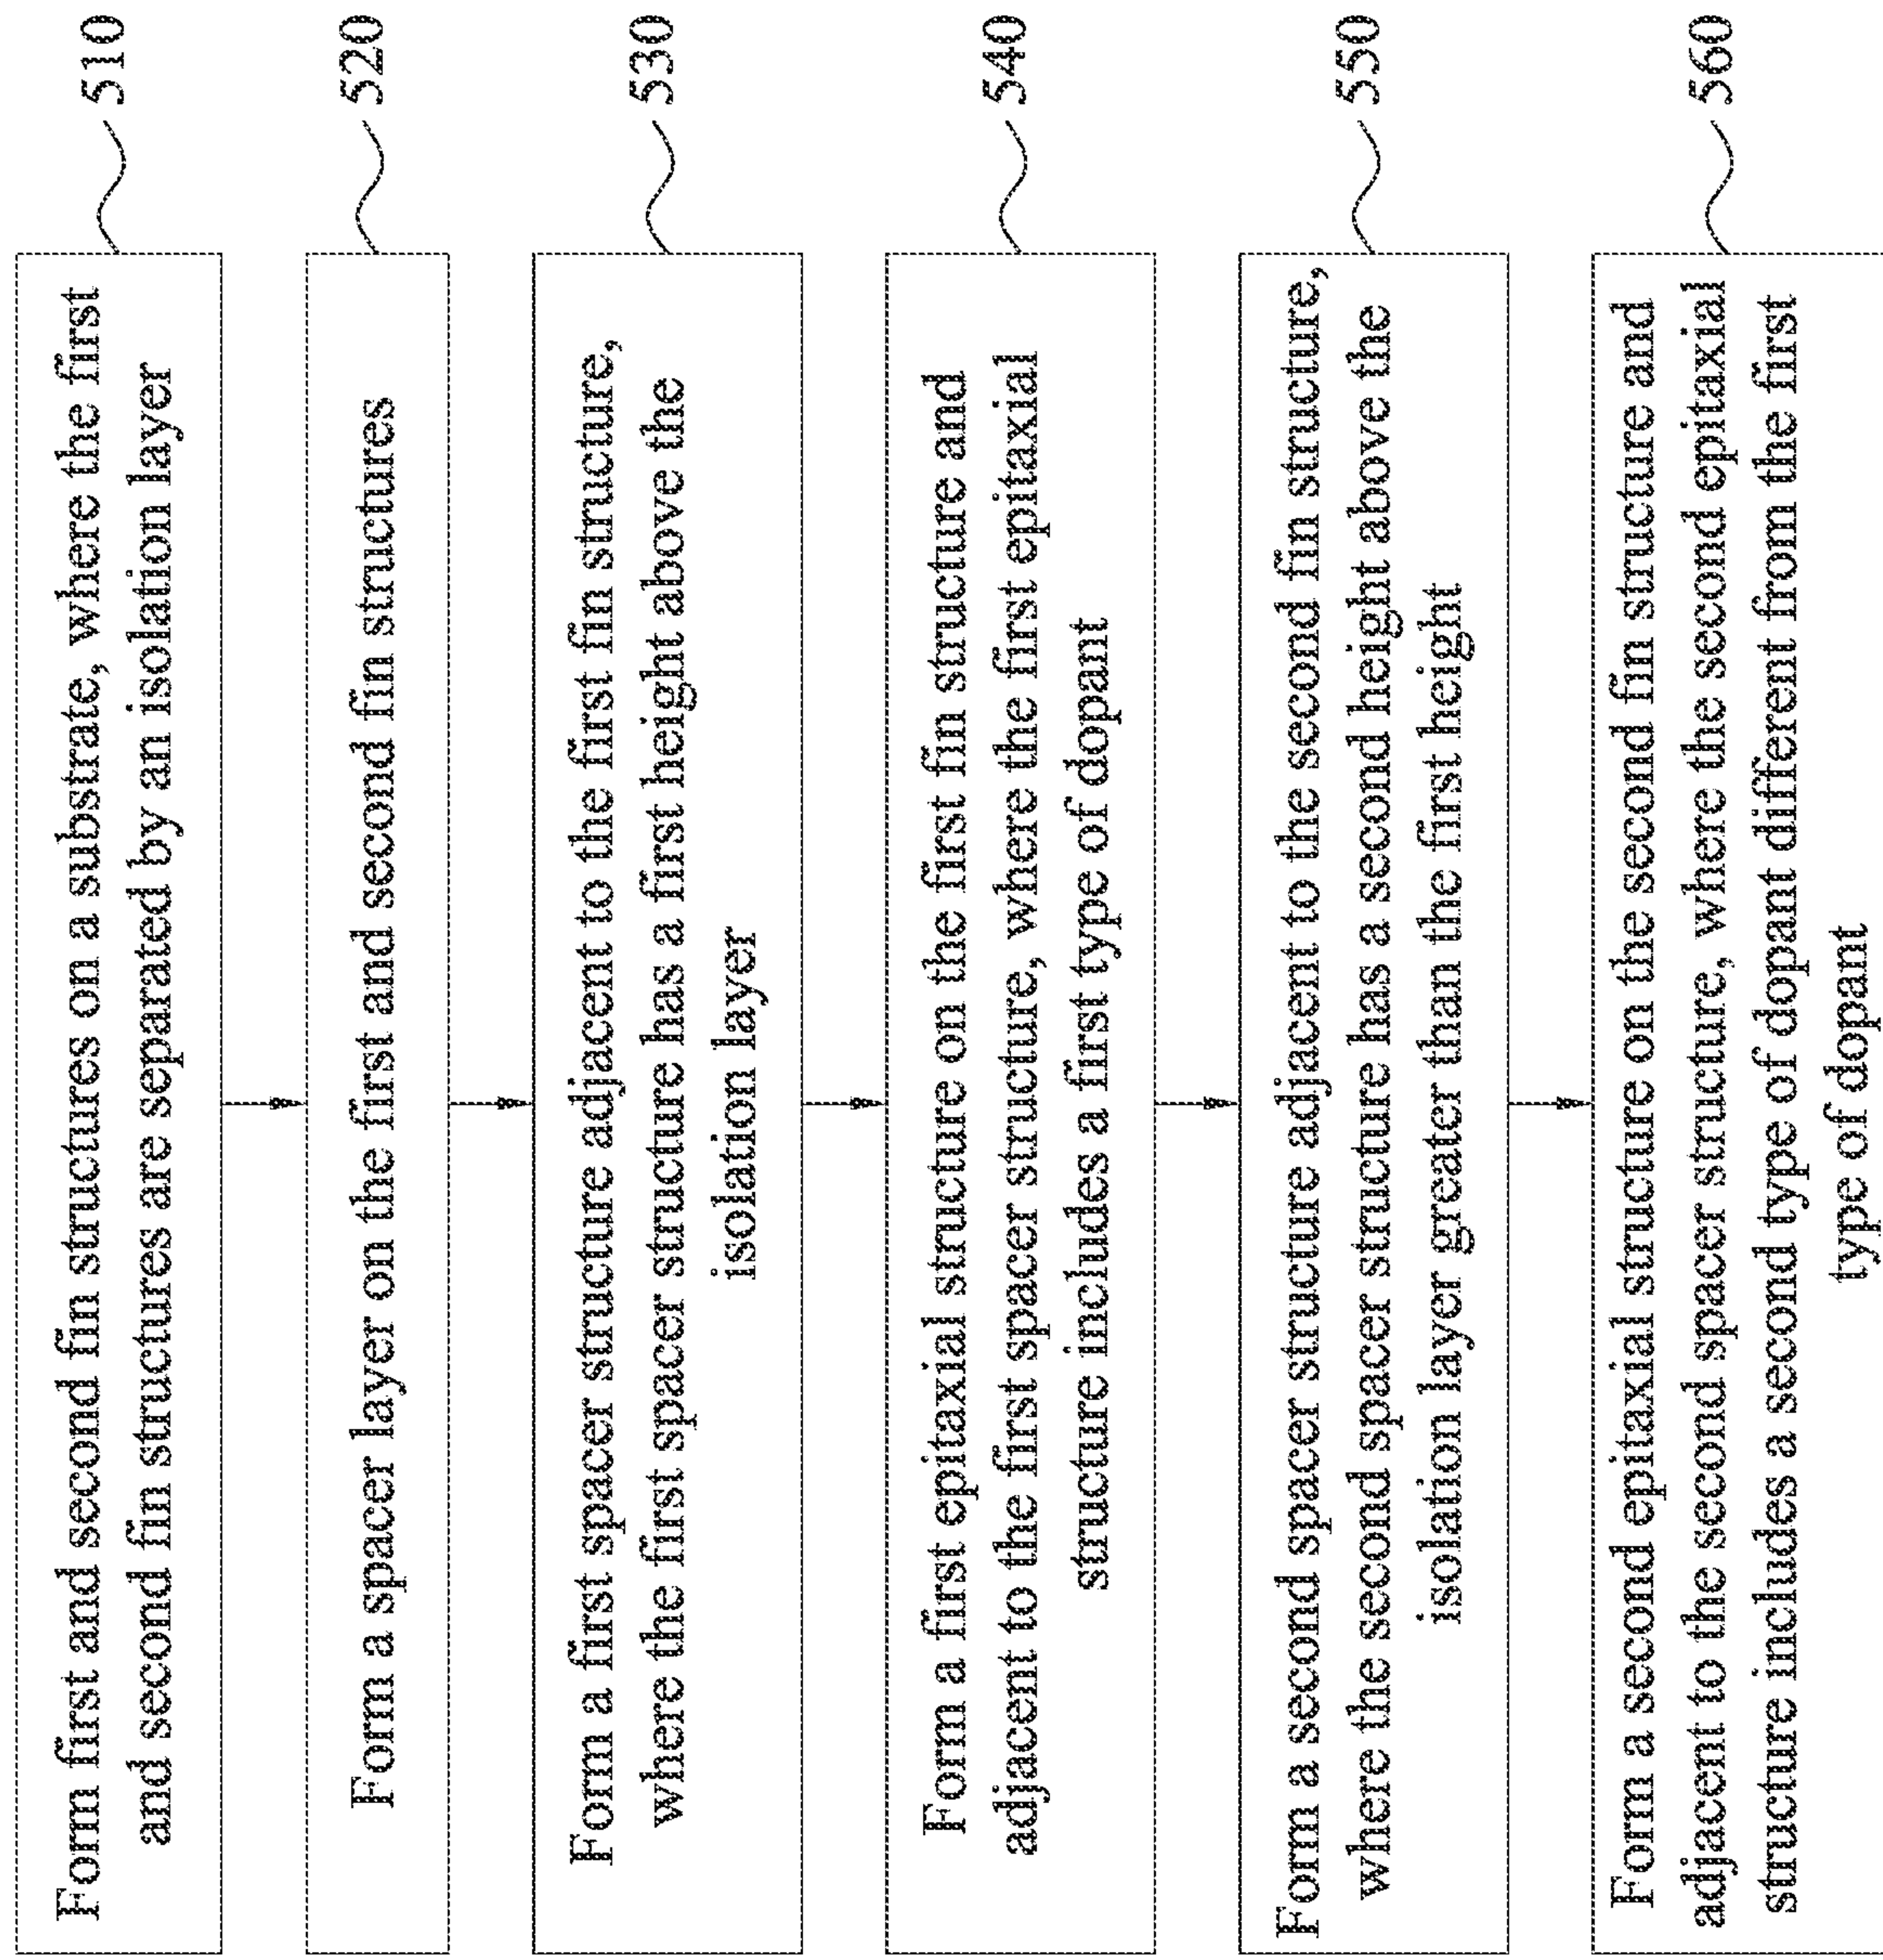 Form first and second fin structures on a substrate, where the first
and second fin structures are separated by an isolation layer
510
Form a spacer layer on the first and second fin structures
520
Form a first spacer structure adjacent to the first fin structure,
where the first spacer structure has a first height above the
isolation layer
530
Form a first epitaxial structure on the first fin structure and
adjacent to the first spacer structure, where the first epitaxial
structure includes a first type of dopant
540
Form a second spacer structure adjacent to the second fin structure,
where the second spacer structure has a second height above the
isolation layer greater than the first height
550
Form a second epitaxial structure on the second fin structure and
adjacent to the second spacer structure, where the second epitaxial
structure includes a second type of dopant different from the first
type of dopant
560